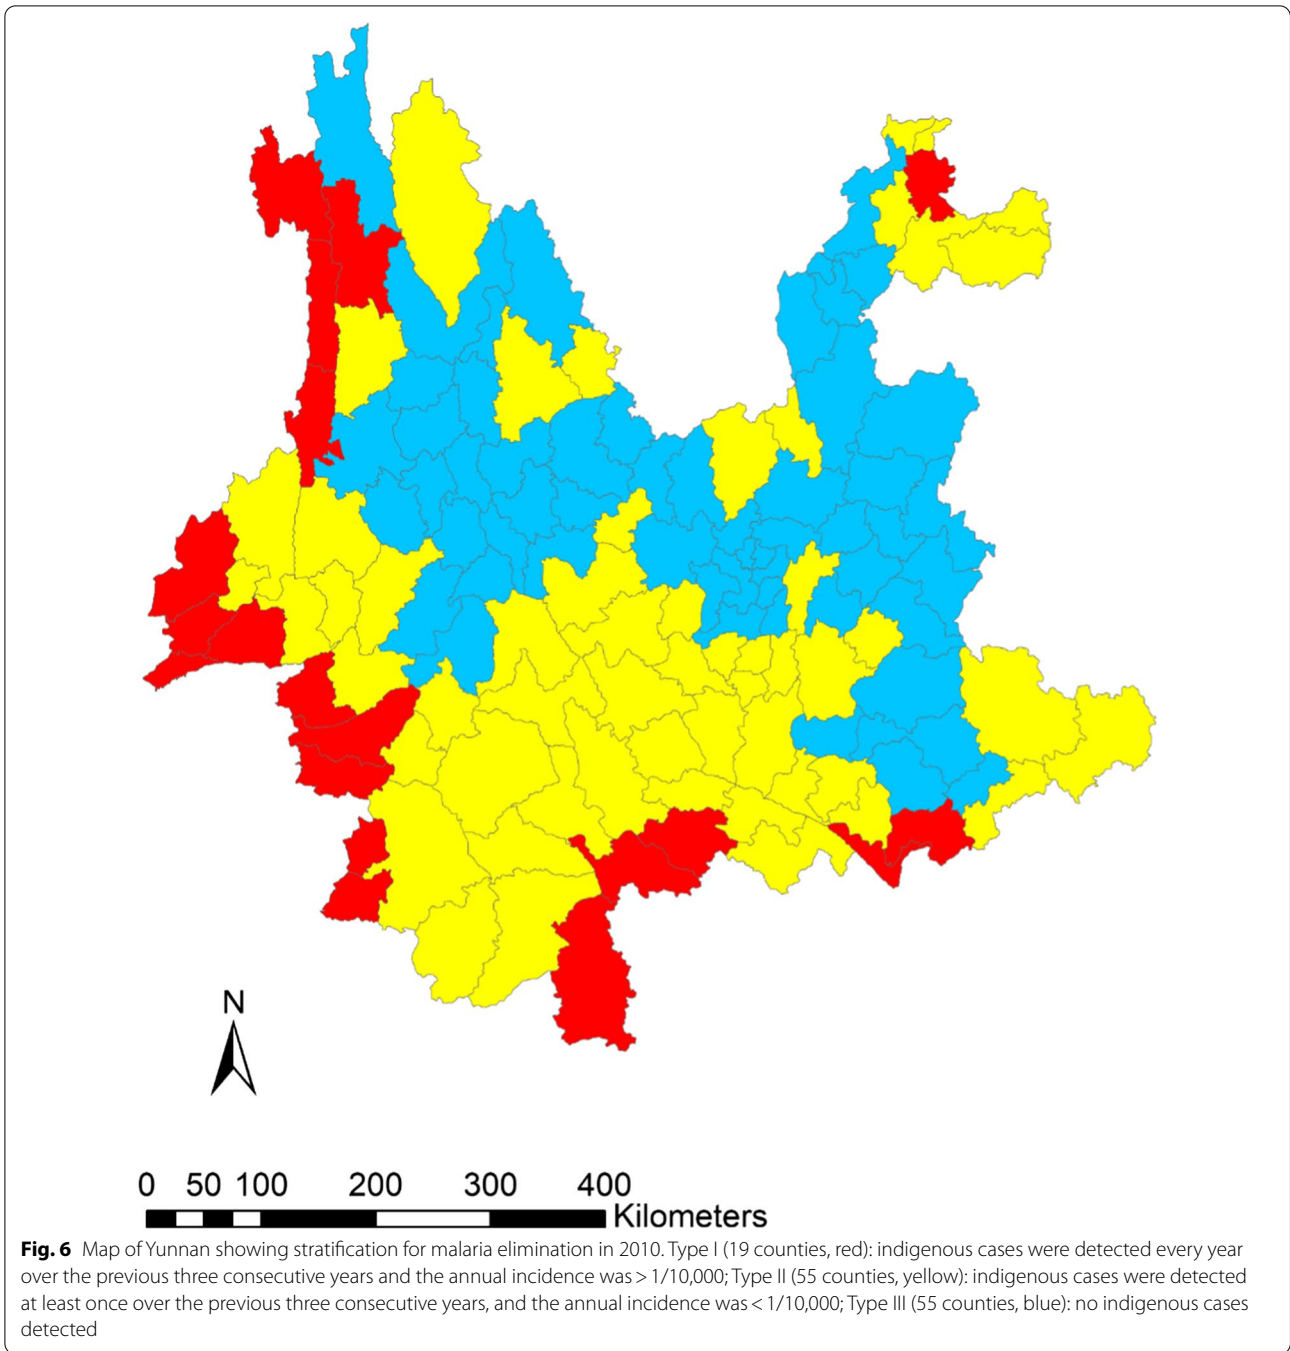 N
0 50 100 200 300 400
Kilometers
Fig. 6 Map of Yunnan showing stratification for malaria elimination in 2010. Type I (19 counties, red): indigenous cases were detected every year
over the previous three consecutive years and the annual incidence was > 1/10,000; Type II (55 counties, yellow): indigenous cases were detected
at least once over the previous three consecutive years, and the annual incidence was < 1/10,000; Type III (55 counties, blue): no indigenous cases
detected